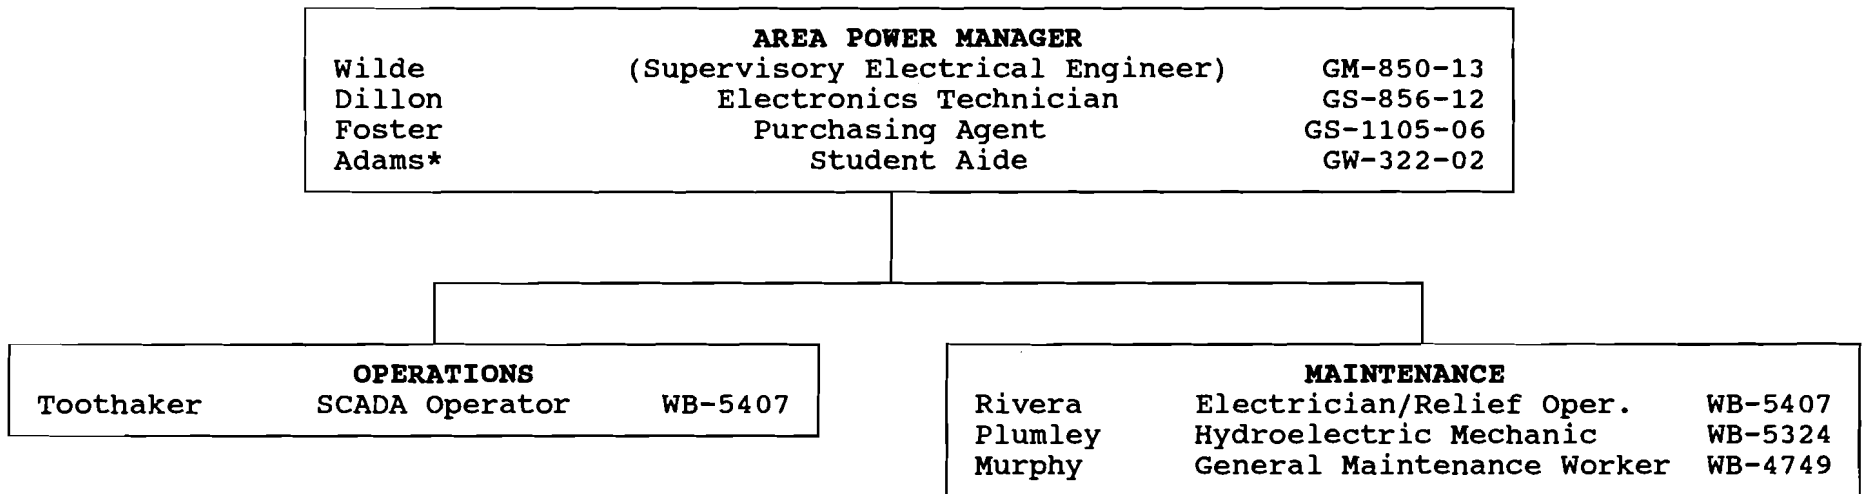 AREA POWER MANAGER
Wilde (Supervisory Electrical Engineer) GM-850-13
Dillon Electronics Technician GS-856-12
Foster Purchasing Agent GS-1105-06
Adams* Student Aide GW-322-02
OPERATIONS
Toothaker SCADA Operator WB-5407
MAINTENANCE
Rivera Electrician/Relief Oper. WB-5407
Plumley Hydroelectric Mechanic WB-5324
Murphy General Maintenance Worker WB-4749